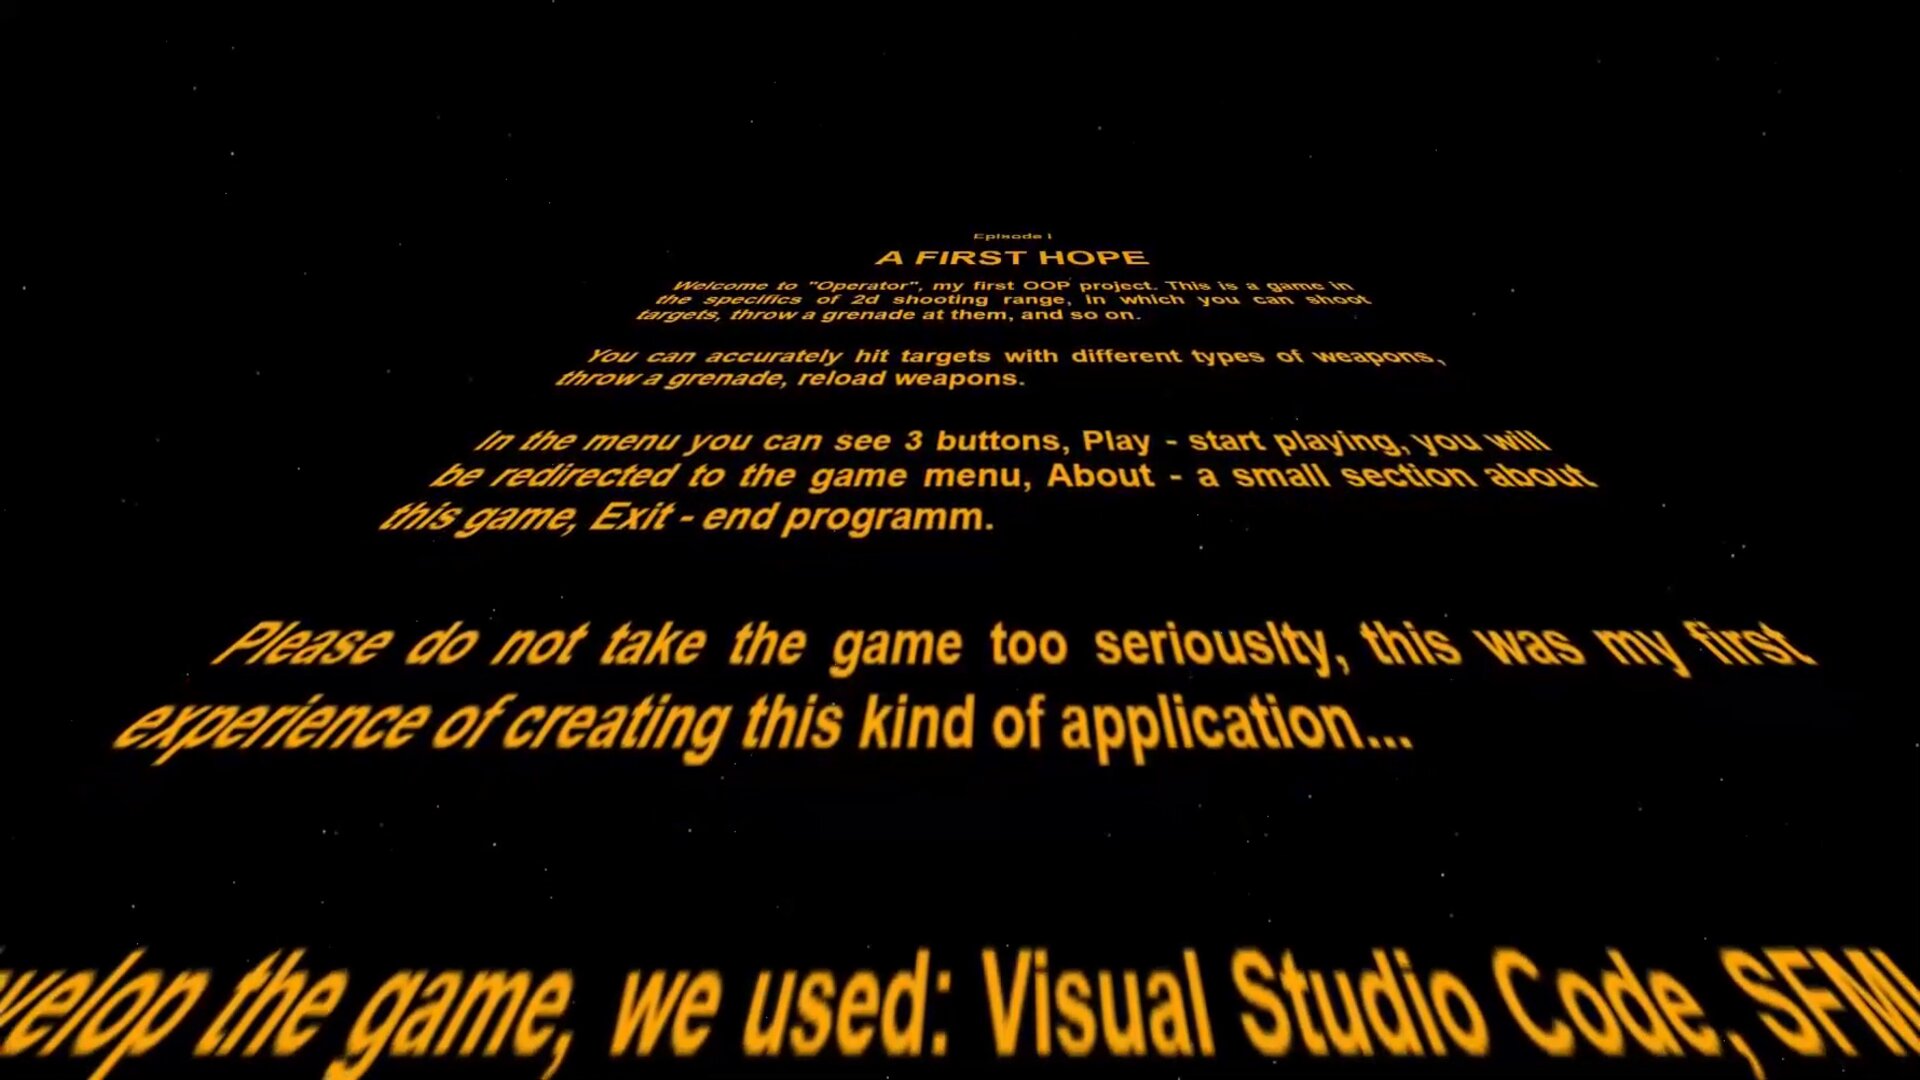 Episode I
A FIRST HOPE
Welcome to "Operator", my first OOP project. This is a game in
the specifics of 2d shooting range, in which you can shoot
targets, throw a grenade at them, and so on.
You can accurately hit targets with different types of weapons,
throw a grenade, reload weapons.
In the menu you can see 3 buttons, Play - start playing, you will
be redirected to the game menu, About - a small section about
this game, Exit - end programm.
Please do not take the game too seriouslty, this was my first
experience of creating this kind of application...
the game, we used: Visual Studio Code,